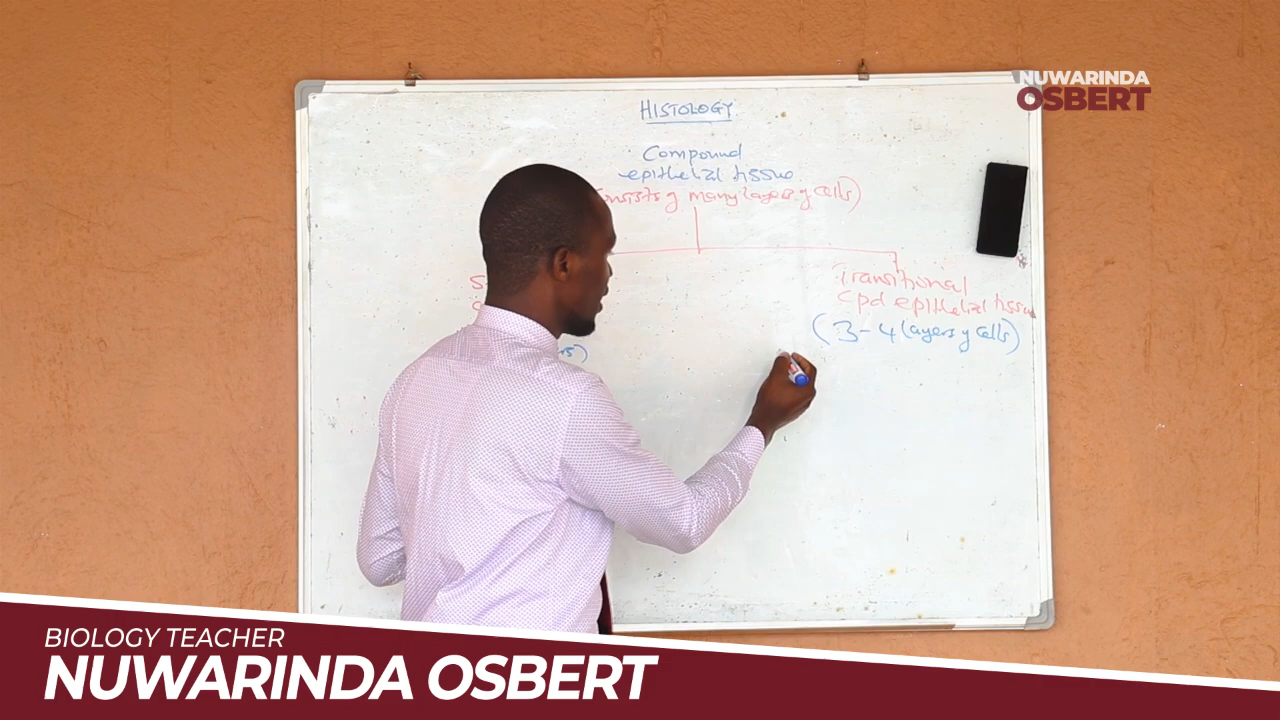 NUWARINDA
OSBERT
HISTOLOGY
Compound
epithelial tissue
onsists of many layers of cells)
Transitional
cpd epithelial tissue
(3-4 layers of cells)
BIOLOGY TEACHER
NUWARINDA OSBERT